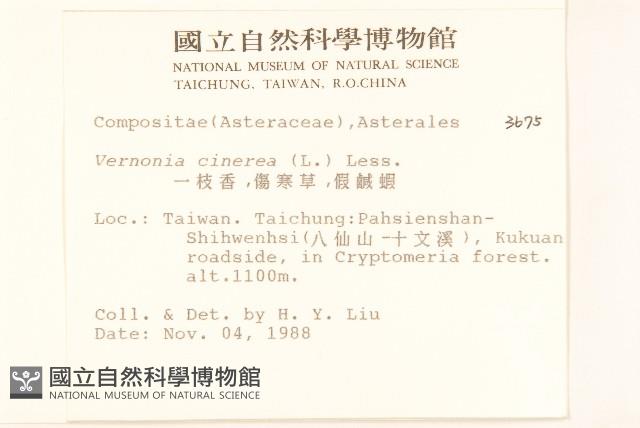 國立自然科學博物館
NATIONAL MUSEUM OF NATURAL SCIENCE
TAICHUNG, TAIWAN, R.O.CHINA
Compositae(Asteraceae),Asterales 3675
Vernonia cinerea (L.) Less.
一枝香,傷寒草,假鹹蝦
Loc.: Taiwan. Taichung:Pahsienshan-
Shihwenhsi(八仙山-十文溪), Kukuan
roadside, in Cryptomeria forest.
alt.1100m.
Coll. & Det. by H. Y. Liu
Date: Nov. 04, 1988
國立自然科學博物館
NATIONAL MUSEUM OF NATURAL SCIENCE